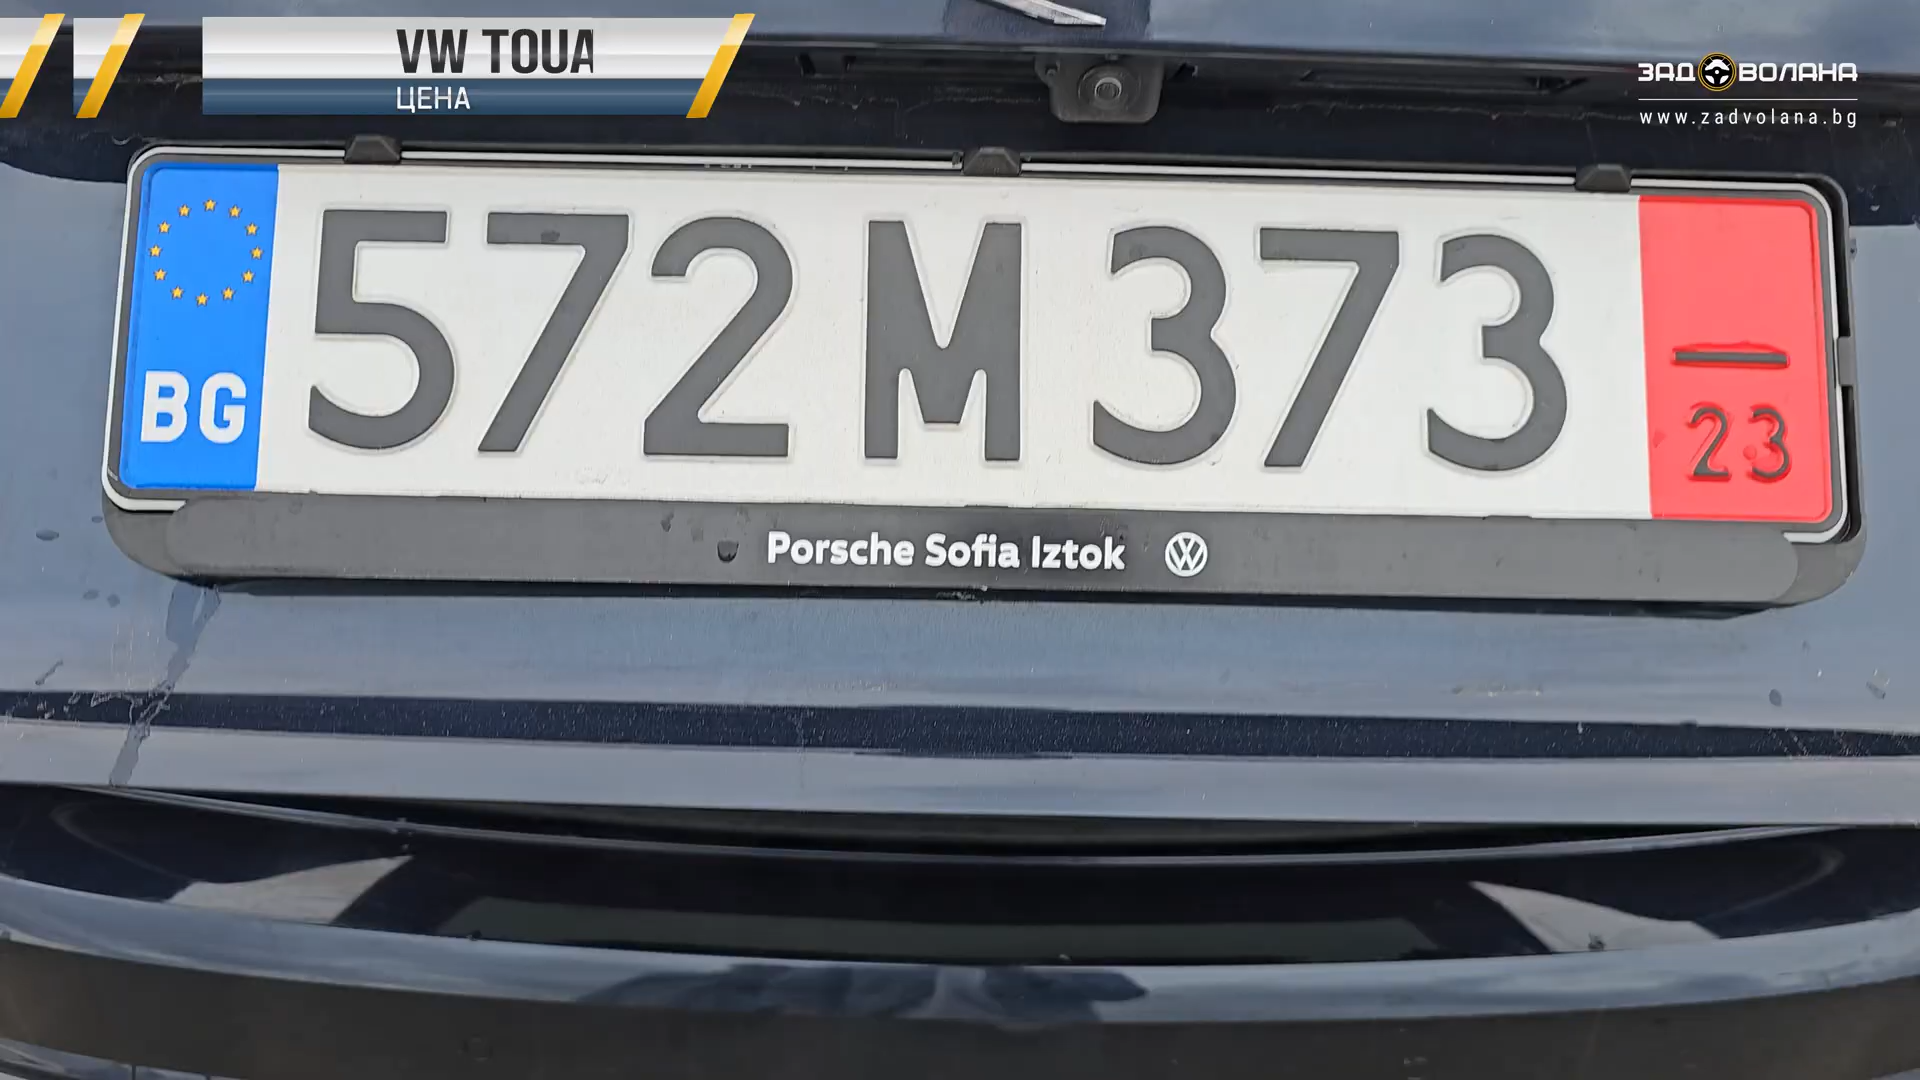 VW TOUA
ЦЕНА
ЗАД ВОЛАНА
www.zadvolana.bg
BG 572 M 373 23
Porsche Sofia Iztok